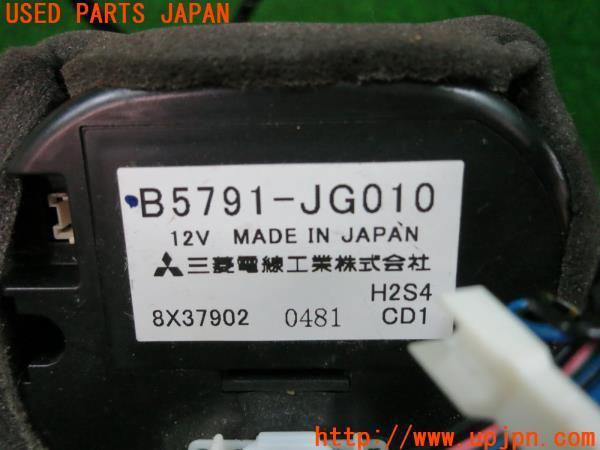 USED PARTS JAPAN
B5791-JG010
12V MADE IN JAPAN
三菱電線工業株式会社
H2S4
8X37902 0481 CD1
http://www.upjpn.com